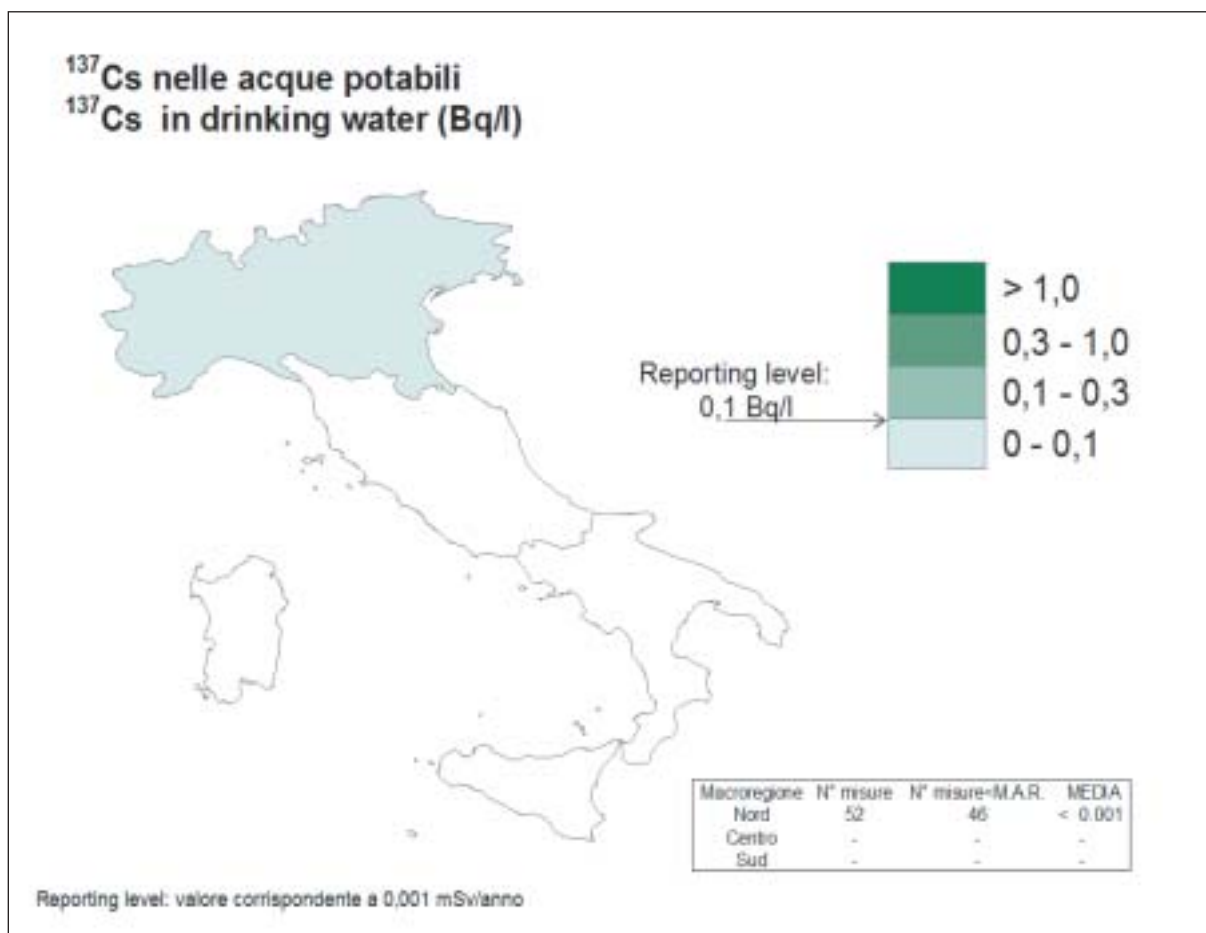 137Cs nelle acque potabili
137Cs in drinking water (Bq/l)
> 1,0
0,3 - 1,0
Reporting level:
0,1 Bq/l
0,1 - 0,3
0 - 0,1
Macroregione N° misure N° misure<M.A.R. MEDIA
Nord 52 46 < 0.001
Centro - - -
Sud - - -
Reporting level: valore corrispondente a 0,001 mSv/anno